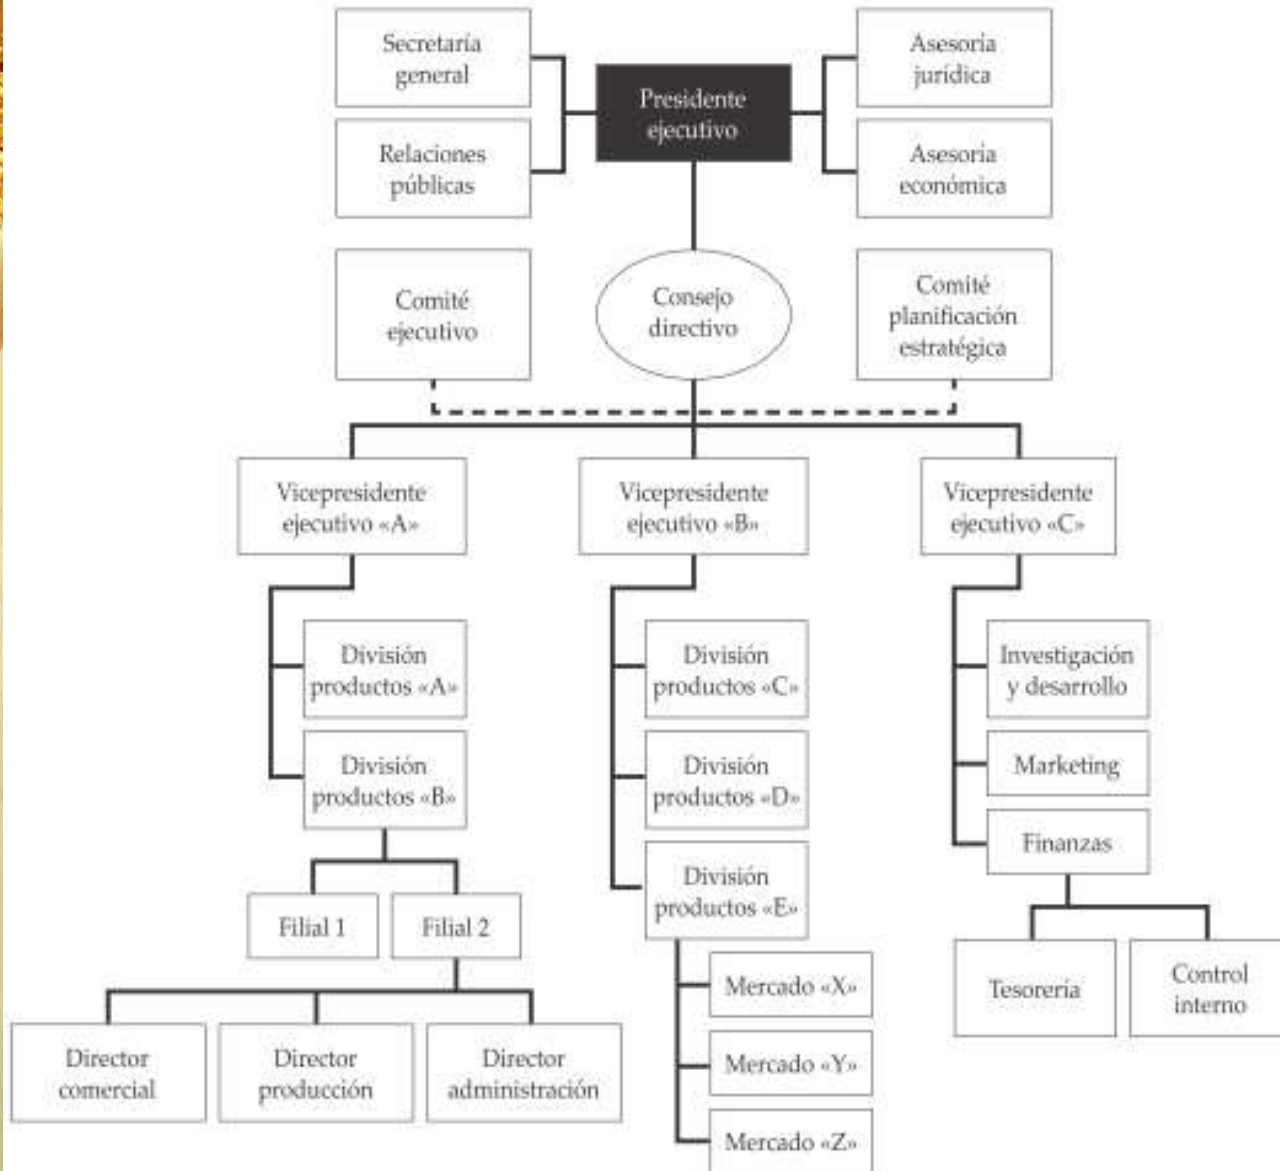 Secretaría
general
Presidente
ejecutivo
Asesoría
jurídica
Relaciones
públicas
Asesoría
económica
Comité
ejecutivo
Consejo
directivo
Comité
planificación
estratégica
Vicepresidente
ejecutivo «A»
Vicepresidente
ejecutivo «B»
Vicepresidente
ejecutivo «C»
División
productos «A»
División
productos «B»
Filial 1
Filial 2
Director
comercial
Director
producción
Director
administración
División
productos «C»
División
productos «D»
División
productos «E»
Mercado «X»
Mercado «Y»
Mercado «Z»
Investigación
y desarrollo
Marketing
Finanzas
Tesorería
Control
interno